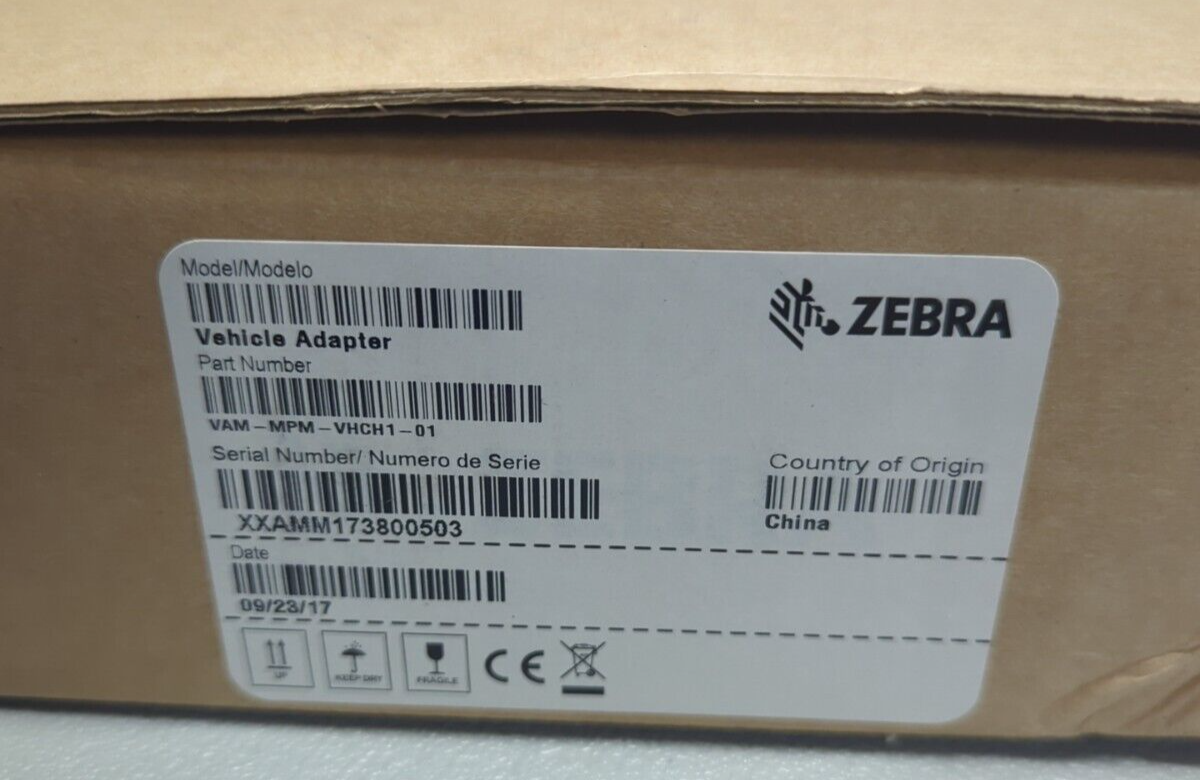 Model/Modelo
ZEBRA
Vehicle Adapter
Part Number
VAM-MPM-VHCH1-01
Serial Number/ Numero de Serie
XXAMM173800503
Country of Origin
China
Date
09/23/17
UP
KEEP DRY
FRAGILE
CE